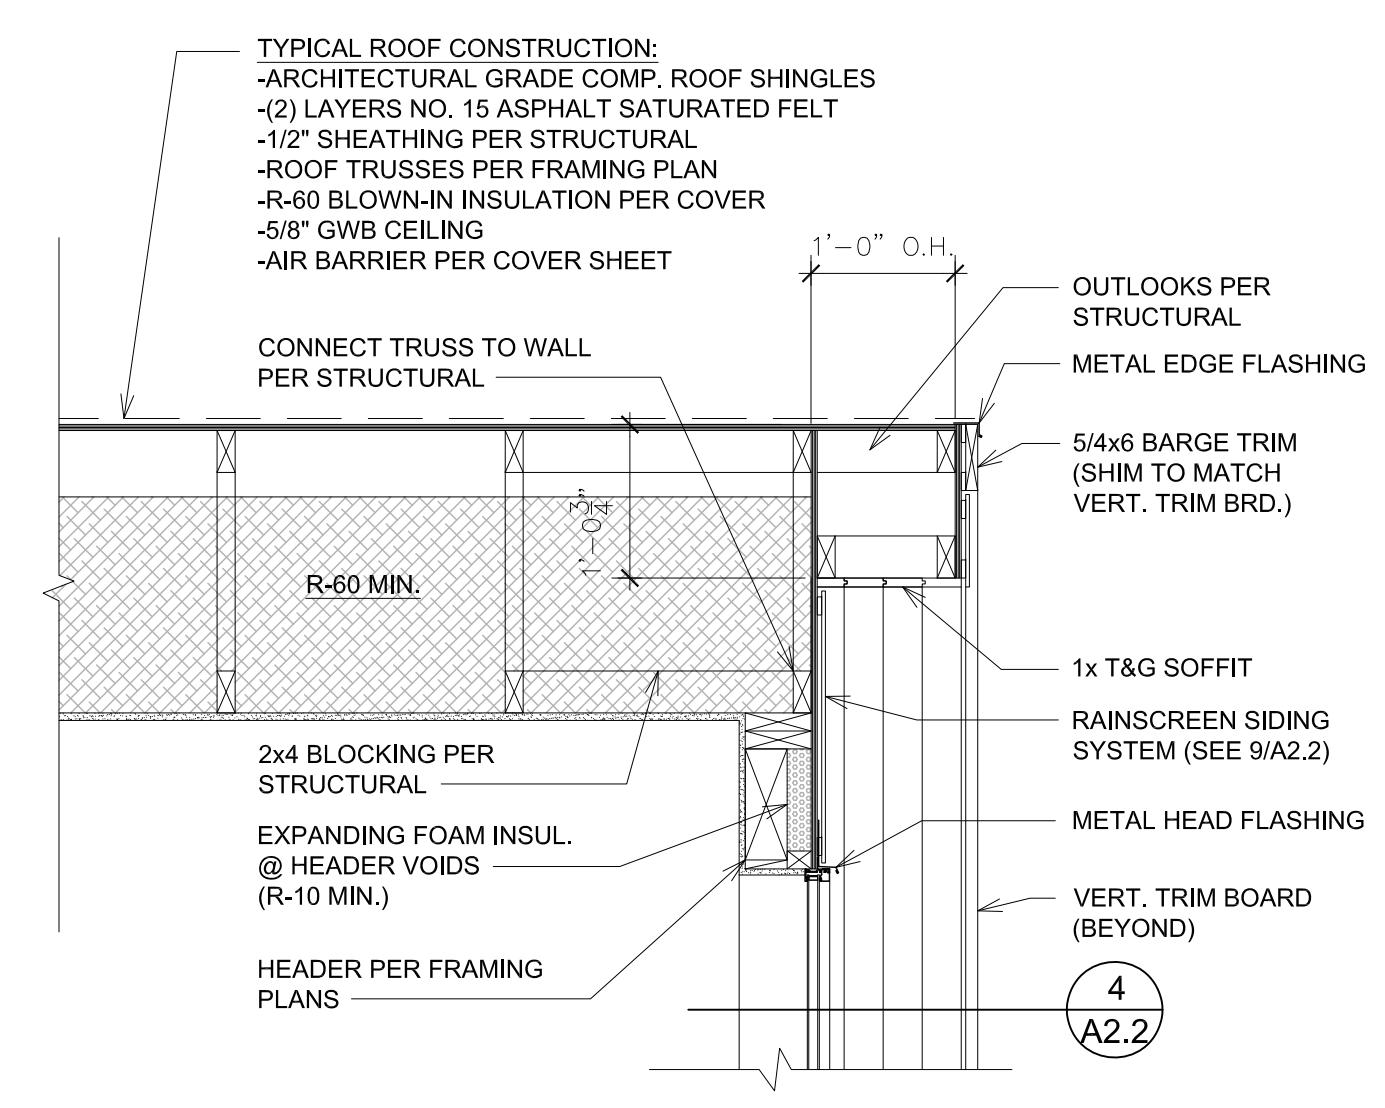 TYPICAL ROOF CONSTRUCTION:
-ARCHITECTURAL GRADE COMP. ROOF SHINGLES
-(2) LAYERS NO. 15 ASPHALT SATURATED FELT
-1/2" SHEATHING PER STRUCTURAL
-ROOF TRUSSES PER FRAMING PLAN
-R-60 BLOWN-IN INSULATION PER COVER
-5/8" GWB CEILING
-AIR BARRIER PER COVER SHEET
1'-0" O.H.
OUTLOOKS PER
STRUCTURAL
CONNECT TRUSS TO WALL
PER STRUCTURAL
METAL EDGE FLASHING
5/4x6 BARGE TRIM
(SHIM TO MATCH
VERT. TRIM BRD.)
1'-0 3/4"
R-60 MIN.
1x T&G SOFFIT
RAINSCREEN SIDING
SYSTEM (SEE 9/A2.2)
2x4 BLOCKING PER
STRUCTURAL
METAL HEAD FLASHING
EXPANDING FOAM INSUL.
@ HEADER VOIDS
(R-10 MIN.)
VERT. TRIM BOARD
(BEYOND)
HEADER PER FRAMING
PLANS
4
A2.2